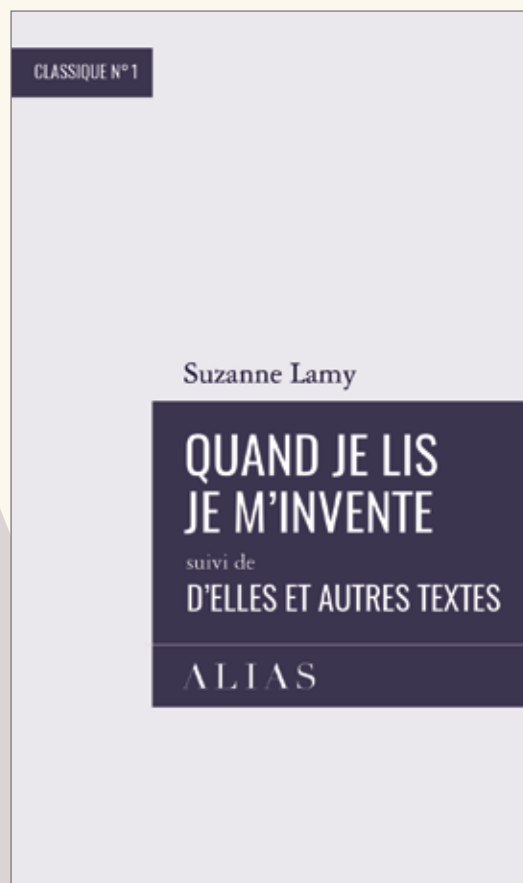 CLASSIQUE N° 1
Suzanne Lamy
QUAND JE LIS
JE M'INVENTE
suivi de
D'ELLES ET AUTRES TEXTES
ALIAS